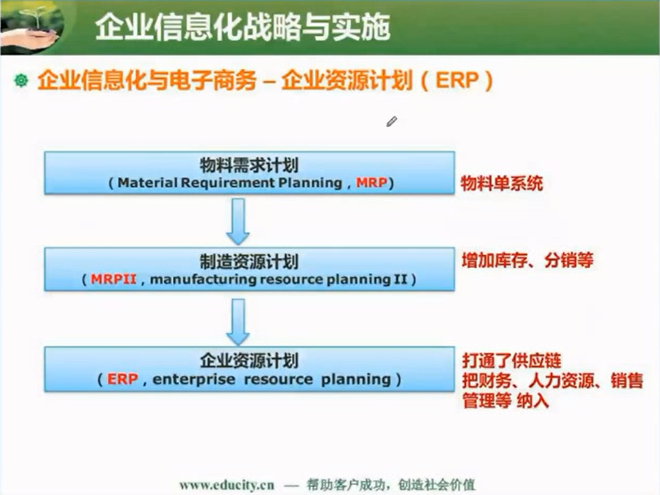 企业信息化战略与实施
企业信息化与电子商务 – 企业资源计划（ERP）
物料需求计划
（Material Requirement Planning，MRP）
物料单系统
制造资源计划
（MRPII，manufacturing resource planning II）
增加库存、分销等
企业资源计划
（ERP，enterprise resource planning）
打通了供应链
把财务、人力资源、销售
管理等 纳入
www.educity.cn — 帮助客户成功，创造社会价值